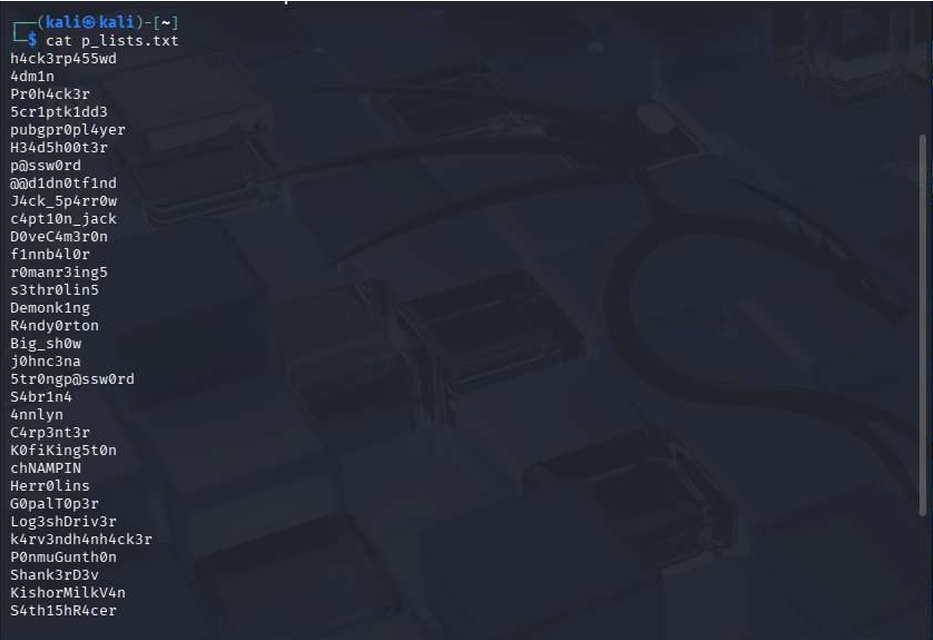 (kali㉿kali)-[~]
$ cat p_lists.txt
h4ck3rp455wd
4dm1n
Pr0h4ck3r
5cr1ptk1dd3
pubgpr0pl4yer
H34d5h00t3r
p@ssw0rd
@@d1dn0tf1nd
J4ck_5p4rr0w
c4pt10n_jack
D0veC4m3r0n
f1nnb4l0r
r0manr3ing5
s3thr0lin5
Demonk1ng
R4ndy0rton
Big_sh0w
j0hnc3na
5tr0ngp@ssw0rd
S4br1n4
4nnlyn
C4rp3nt3r
K0fiKing5t0n
chNAMPIN
Herr0lins
G0palT0p3r
Log3shDriv3r
k4rv3ndh4nh4ck3r
P0nmuGunth0n
Shank3rD3v
KishorMilkV4n
S4th15hR4cer